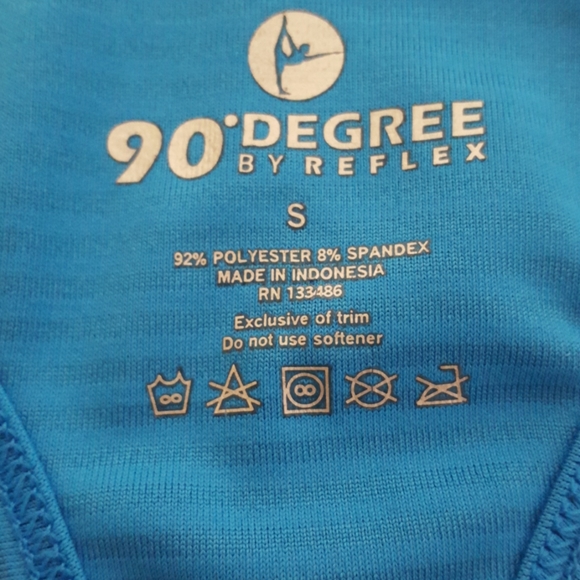 90°DEGREE
BY REFLEX
S
92% POLYESTER 8% SPANDEX
MADE IN INDONESIA
RN 133486
Exclusive of trim
Do not use softener